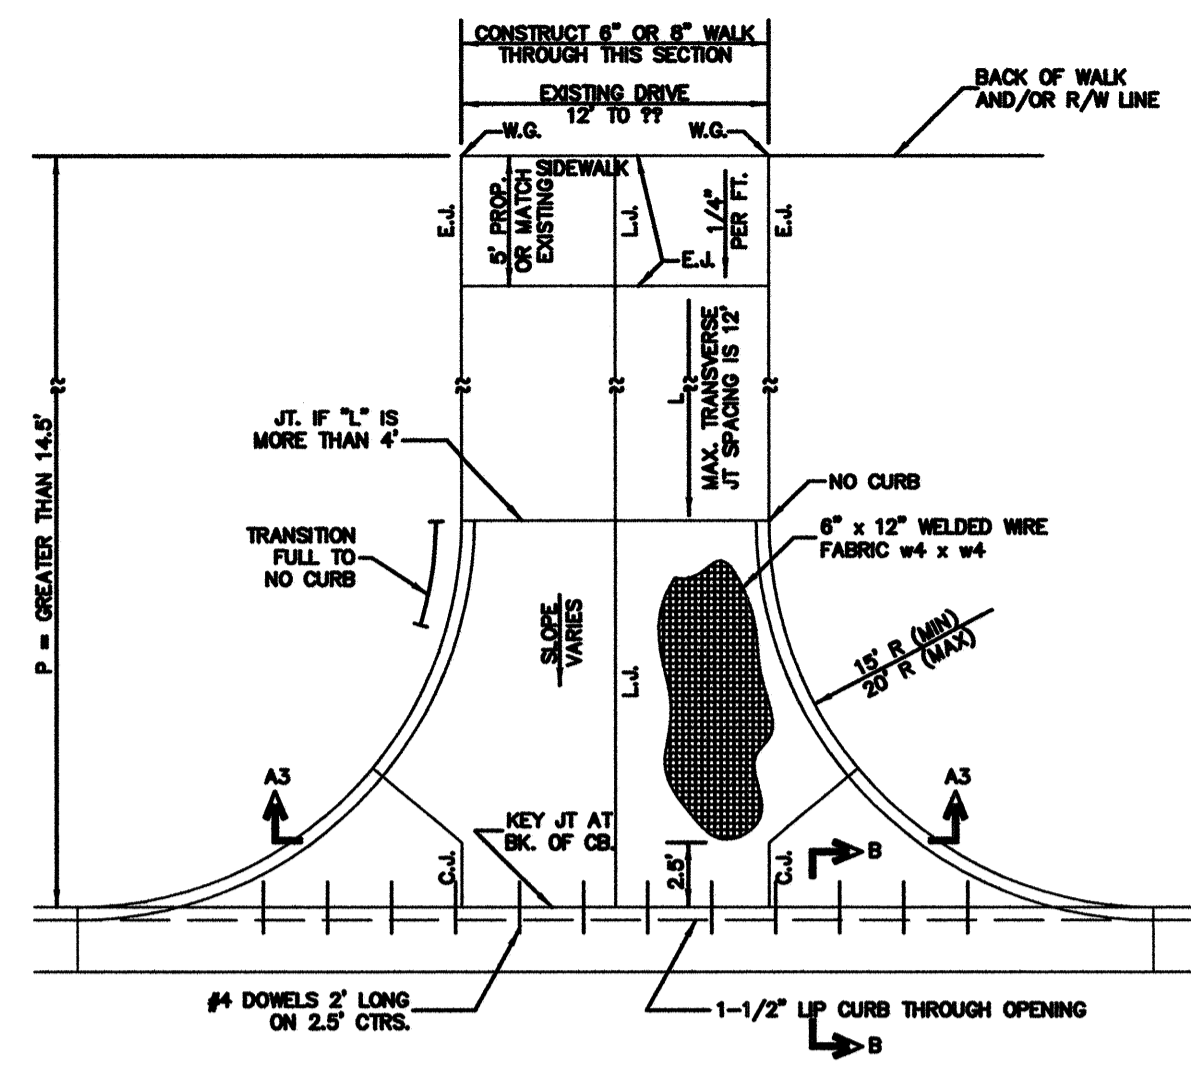 CONSTRUCT 6" OR 8" WALK
THROUGH THIS SECTION
EXISTING DRIVE
12' TO ??
BACK OF WALK
AND/OR R/W LINE
W.G.
W.G.
SIDEWALK
5' PROP.
OR MATCH
EXISTING
E.J.
L.J.
1/4"
PER FT.
E.J.
E.J.
L
MAX. TRANSVERSE
JT SPACING IS 12'
P = GREATER THAN 14.5'
JT. IF "L" IS
MORE THAN 4'
NO CURB
TRANSITION
FULL TO
NO CURB
6" x 12" WELDED WIRE
FABRIC w4 x w4
SLOPE
VARIES
L.J.
15' R (MIN)
20' R (MAX)
A3
A3
KEY JT AT
BK. OF CB.
C.J.
2.5'
C.J.
B
#4 DOWELS 2' LONG
ON 2.5' CTRS.
1-1/2" LIP CURB THROUGH OPENING
B